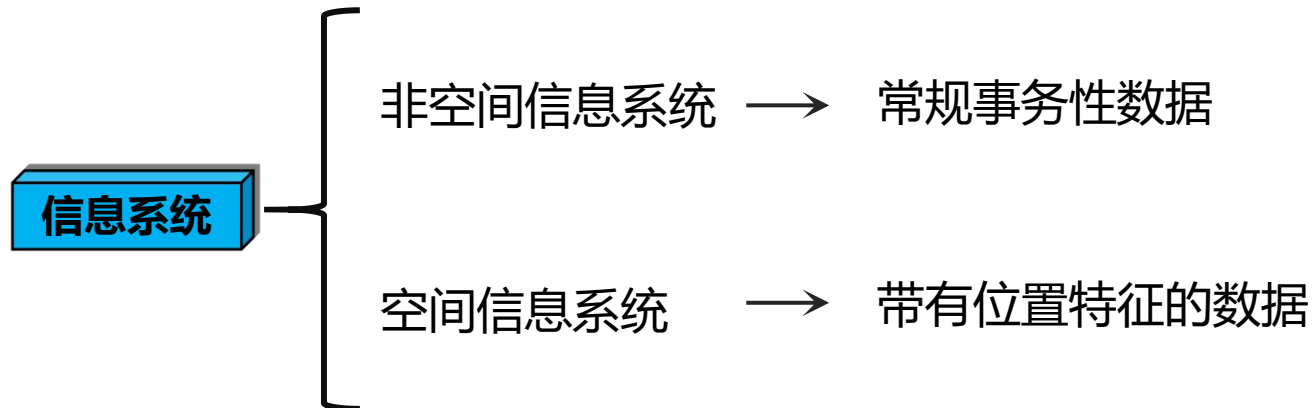 信息系统
非空间信息系统
常规事务性数据
空间信息系统
带有位置特征的数据